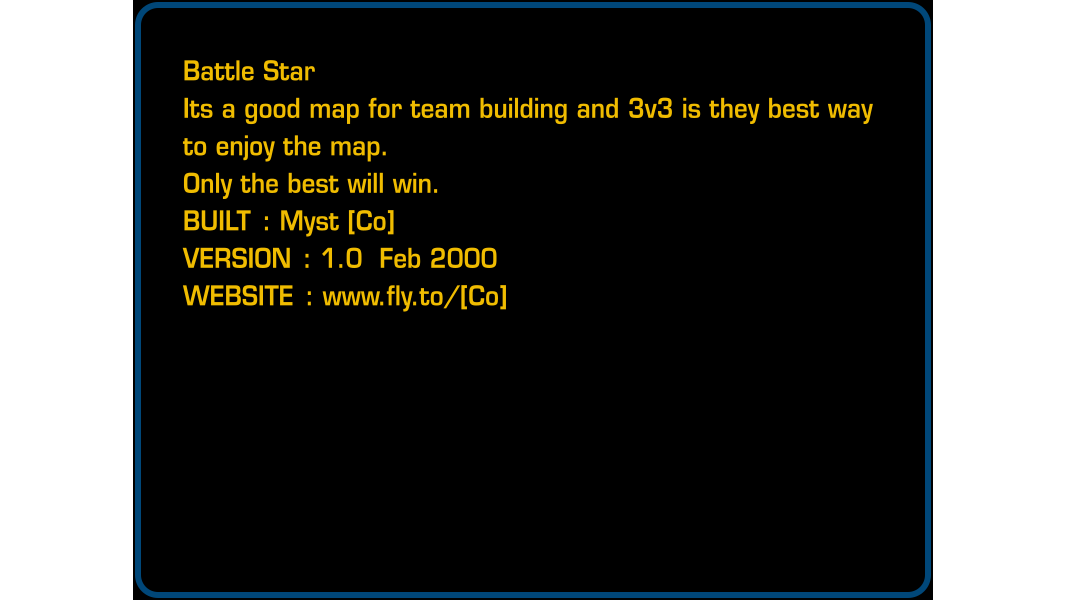 Battle Star
Its a good map for team building and 3v3 is they best way
to enjoy the map.
Only the best will win.
BUILT : Myst [Co]
VERSION : 1.0  Feb 2000
WEBSITE : www.fly.to/[Co]